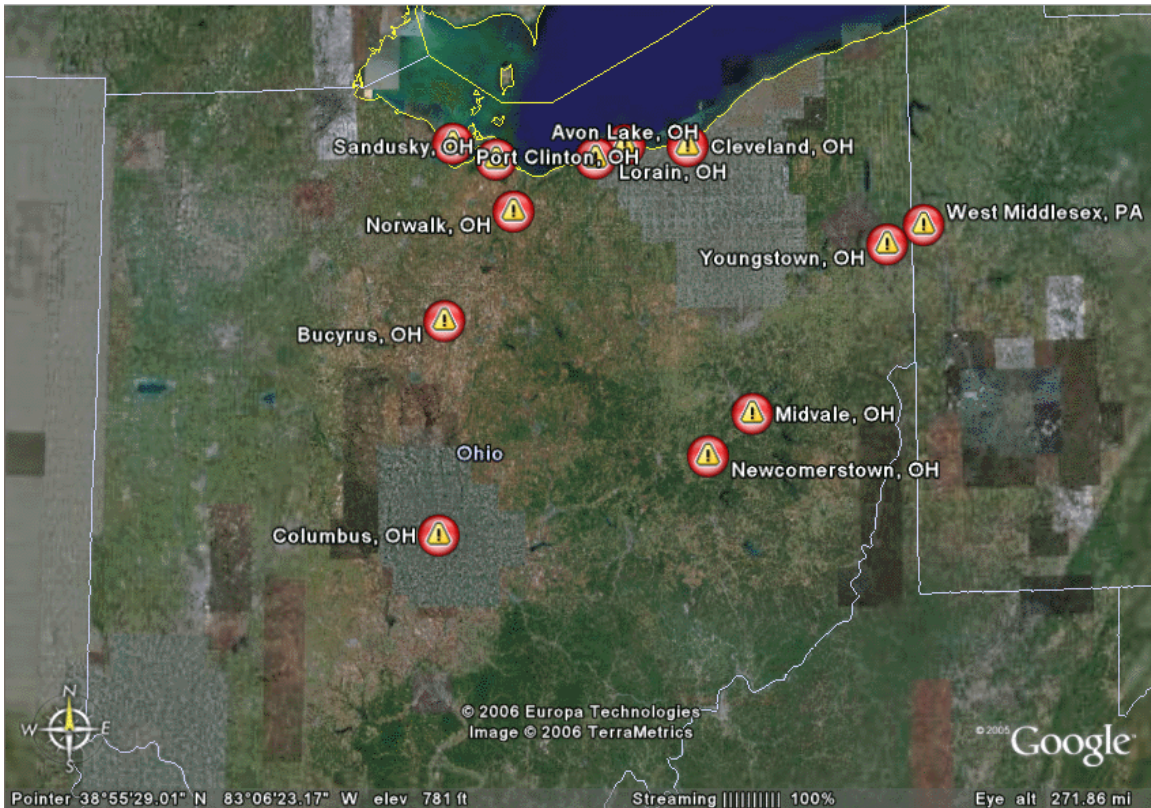 Avon Lake, OH
Sandusky, OH
Cleveland, OH
Port Clinton, OH
Lorain, OH
West Middlesex, PA
Norwalk, OH
Youngstown, OH
Bucyrus, OH
Midvale, OH
Ohio
Newcomerstown, OH
Columbus, OH
N
W E
S
© 2006 Europa Technologies
Image © 2006 TerraMetrics
© 2005 Google™
Pointer 38°55'29.01" N 83°06'23.17" W elev 781 ft Streaming |||||||||| 100% Eye alt 271.86 mi